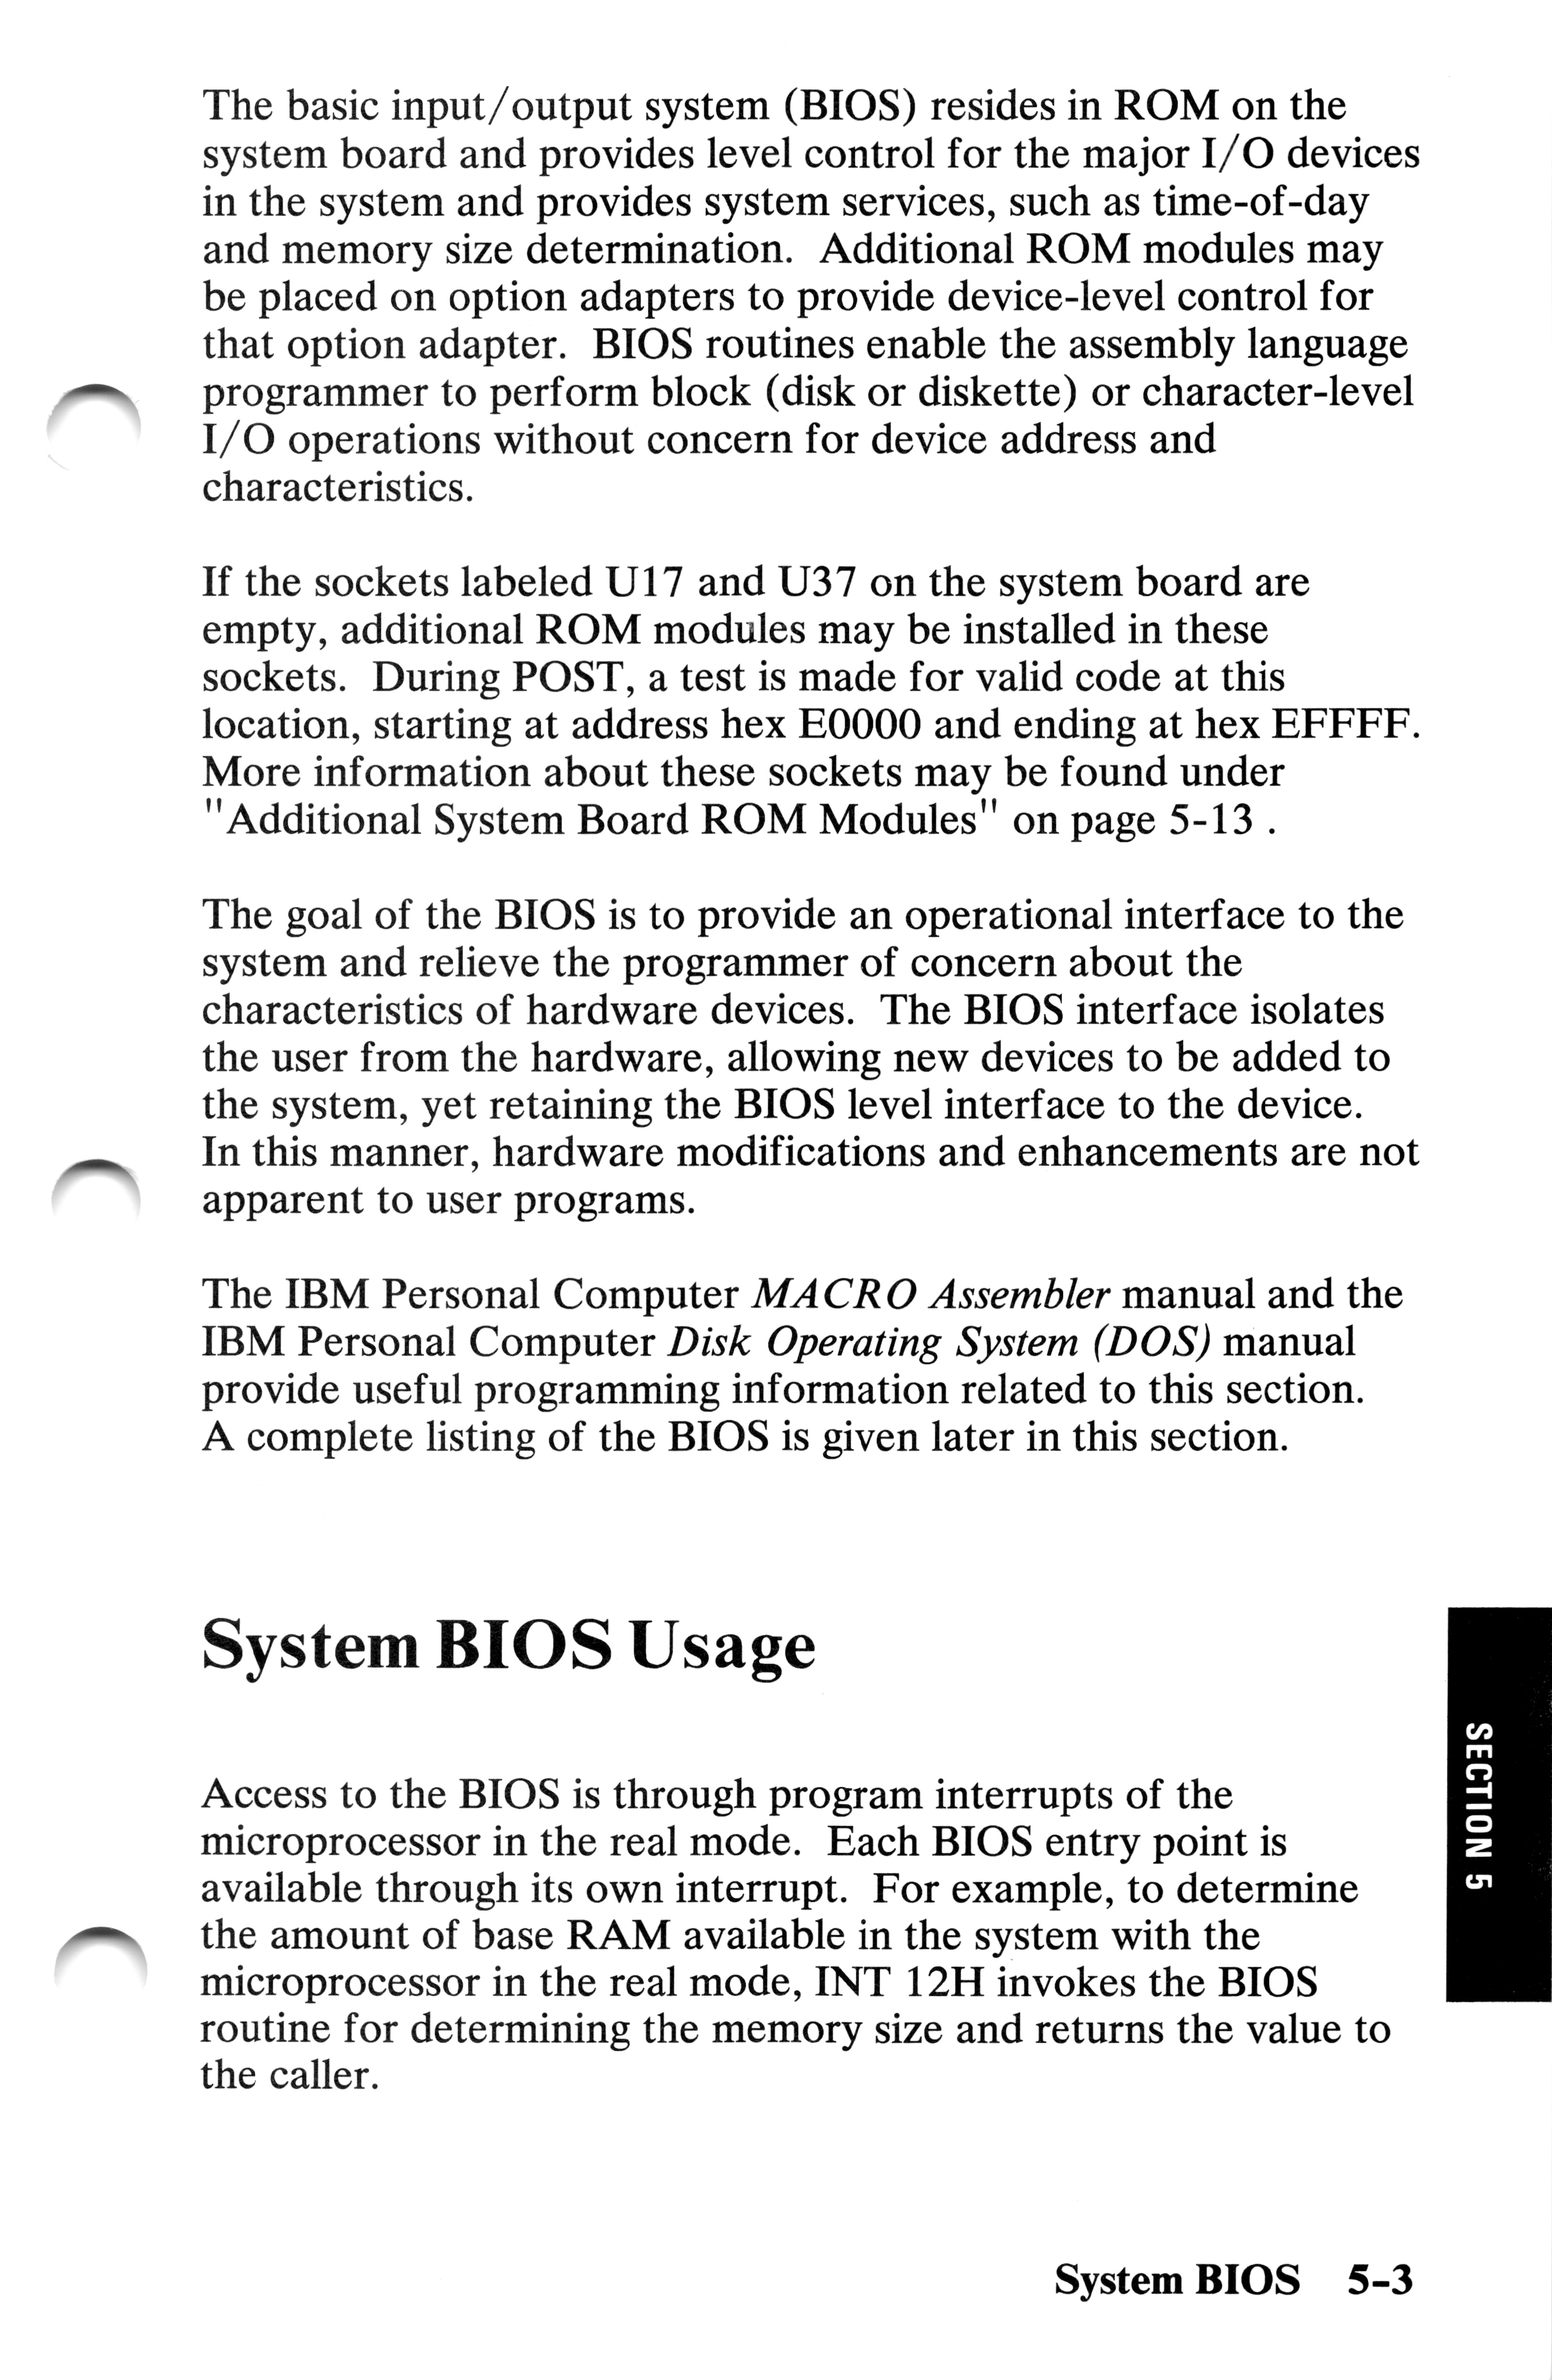 The basic input/output system (BIOS) resides in ROM on the
system board and provides level control for the major I/O devices
in the system and provides system services, such as time-of-day
and memory size determination. Additional ROM modules may
be placed on option adapters to provide device-level control for
that option adapter. BIOS routines enable the assembly language
programmer to perform block (disk or diskette) or character-level
I/O operations without concern for device address and
characteristics.
If the sockets labeled U17 and U37 on the system board are
empty, additional ROM modules may be installed in these
sockets. During POST, a test is made for valid code at this
location, starting at address hex E0000 and ending at hex EFFFF.
More information about these sockets may be found under
"Additional System Board ROM Modules" on page 5-13 .
The goal of the BIOS is to provide an operational interface to the
system and relieve the programmer of concern about the
characteristics of hardware devices. The BIOS interface isolates
the user from the hardware, allowing new devices to be added to
the system, yet retaining the BIOS level interface to the device.
In this manner, hardware modifications and enhancements are not
apparent to user programs.
The IBM Personal Computer MACRO Assembler manual and the
IBM Personal Computer Disk Operating System (DOS) manual
provide useful programming information related to this section.
A complete listing of the BIOS is given later in this section.
System BIOS Usage
Access to the BIOS is through program interrupts of the
microprocessor in the real mode. Each BIOS entry point is
available through its own interrupt. For example, to determine
the amount of base RAM available in the system with the
microprocessor in the real mode, INT 12H invokes the BIOS
routine for determining the memory size and returns the value to
the caller.
SECTION 5
System BIOS 5-3